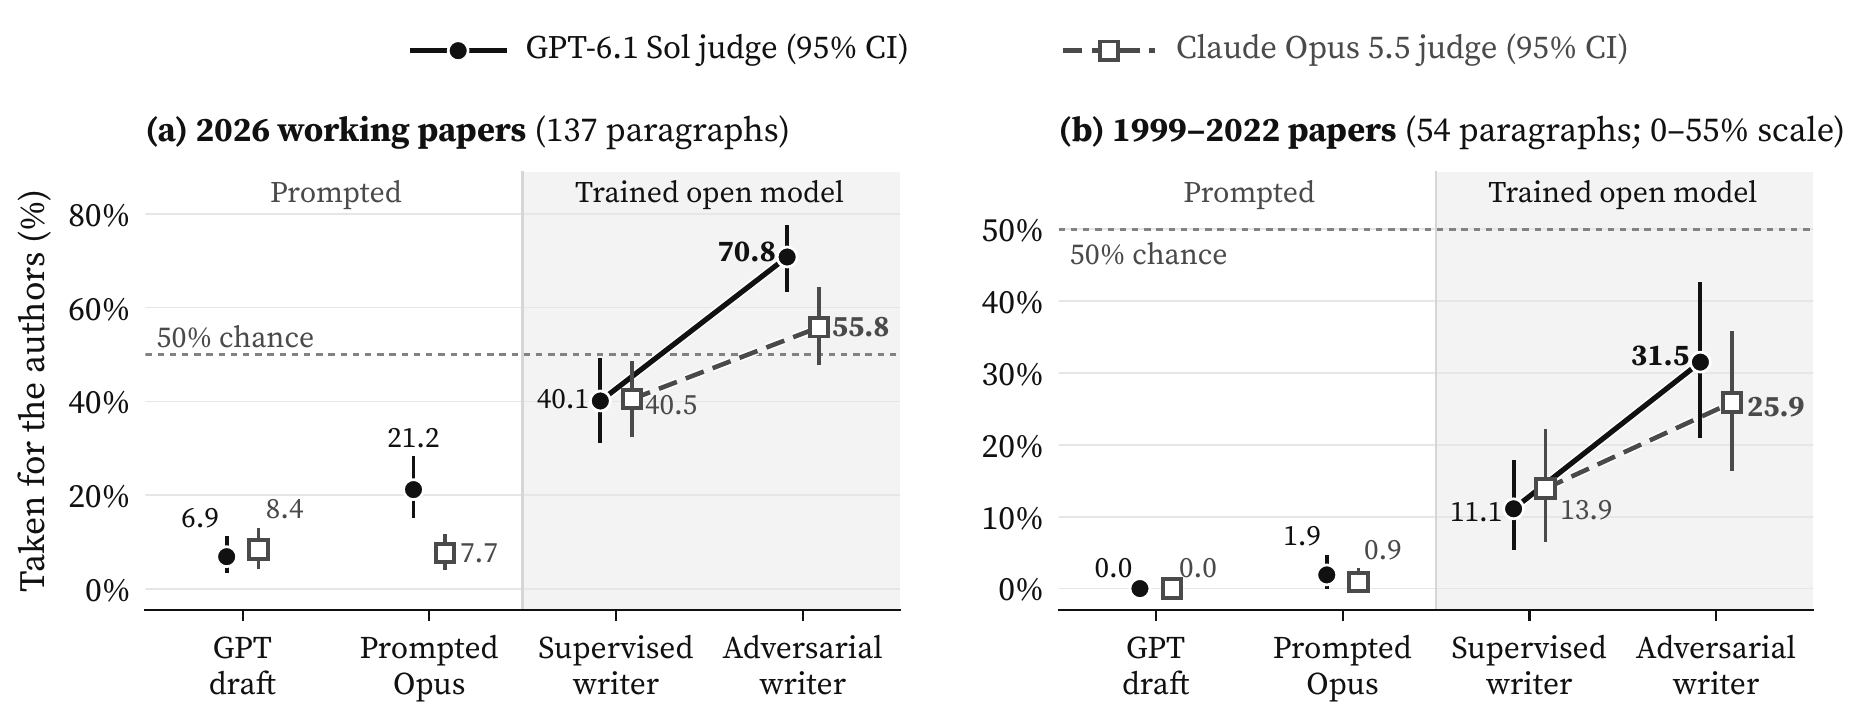 GPT-6.1 Sol judge (95% CI)
Claude Opus 5.5 judge (95% CI)
(a) 2026 working papers (137 paragraphs)
Taken for the authors (%)
Prompted
Trained open model
80%
60%
40%
20%
0%
50% chance
6.9
8.4
21.2
7.7
40.1
40.5
70.8
55.8
GPT
draft
Prompted
Opus
Supervised
writer
Adversarial
writer
(b) 1999–2022 papers (54 paragraphs; 0–55% scale)
Prompted
Trained open model
50%
40%
30%
20%
10%
0%
50% chance
0.0
0.0
1.9
0.9
11.1
13.9
31.5
25.9
GPT
draft
Prompted
Opus
Supervised
writer
Adversarial
writer